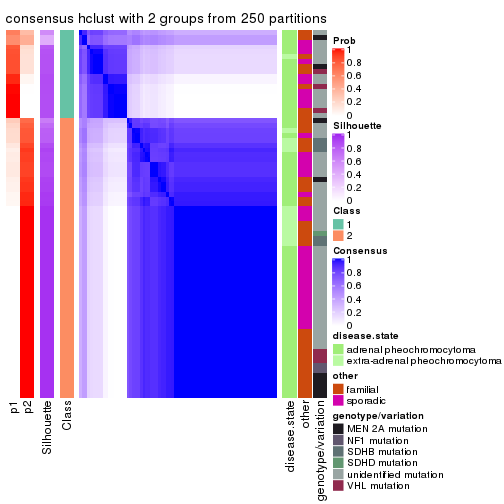 consensus hclust with 2 groups from 250 partitions
Prob
1
0.8
0.6
0.4
0.2
0
Silhouette
1
0.8
0.6
0.4
0.2
0
Class
1
2
Consensus
1
0.8
0.6
0.4
0.2
0
disease.state
adrenal pheochromocytoma
extra-adrenal pheochromocytoma
other
familial
sporadic
genotype/variation
MEN 2A mutation
NF1 mutation
SDHB mutation
SDHD mutation
unidentified mutation
VHL mutation
p1
p2
Silhouette
Class
disease.state
other
genotype/variation